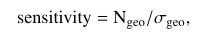 sensitivity = N_geo/σ_geo,